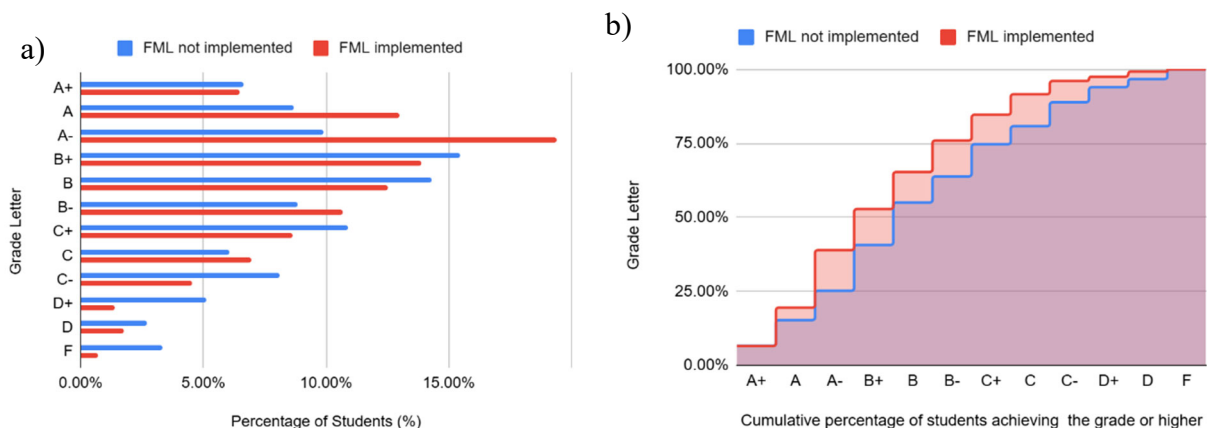 a)
FML not implemented FML implemented
Grade Letter
A+
A
A-
B+
B
B-
C+
C
C-
D+
D
F
0.00% 5.00% 10.00% 15.00%
Percentage of Students (%)
b)
FML not implemented FML implemented
Grade Letter
100.00%
75.00%
50.00%
25.00%
0.00%
A+ A A- B+ B B- C+ C C- D+ D F
Cumulative percentage of students achieving the grade or higher